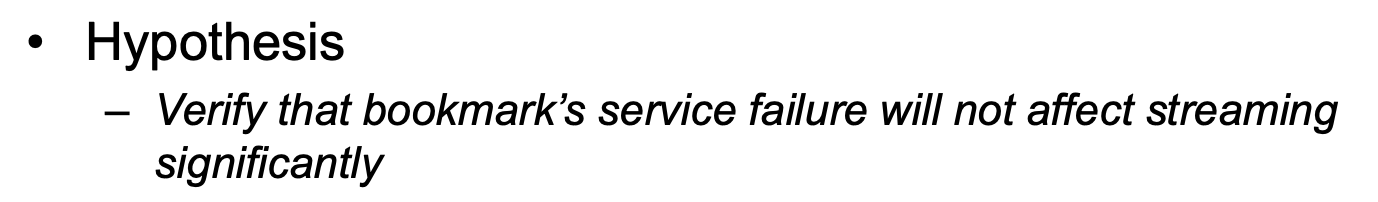 • Hypothesis
– Verify that bookmark’s service failure will not affect streaming
significantly